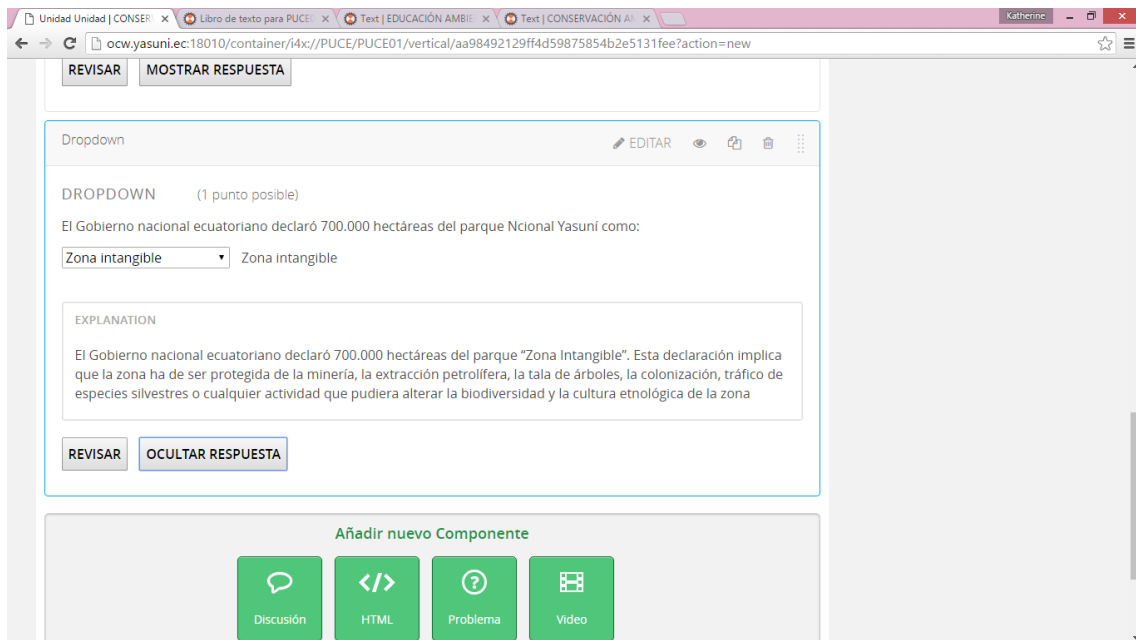 Unidad Unidad | CONSER
Libro de texto para PUCE
Text | EDUCACIÓN AMBIE
Text | CONSERVACIÓN AM
Katherine
ocw.yasuni.ec:18010/container/i4x://PUCE/PUCE01/vertical/aa98492129ff4d59875854b2e5131fee?action=new
REVISAR MOSTRAR RESPUESTA
Dropdown
EDITAR
DROPDOWN (1 punto posible)
El Gobierno nacional ecuatoriano declaró 700.000 hectáreas del parque Ncional Yasuní como:
Zona intangible Zona intangible
EXPLANATION
El Gobierno nacional ecuatoriano declaró 700.000 hectáreas del parque “Zona Intangible”. Esta declaración implica
que la zona ha de ser protegida de la minería, la extracción petrolífera, la tala de árboles, la colonización, tráfico de
especies silvestres o cualquier actividad que pudiera alterar la biodiversidad y la cultura etnológica de la zona
REVISAR OCULTAR RESPUESTA
Añadir nuevo Componente
Discusión HTML Problema Video